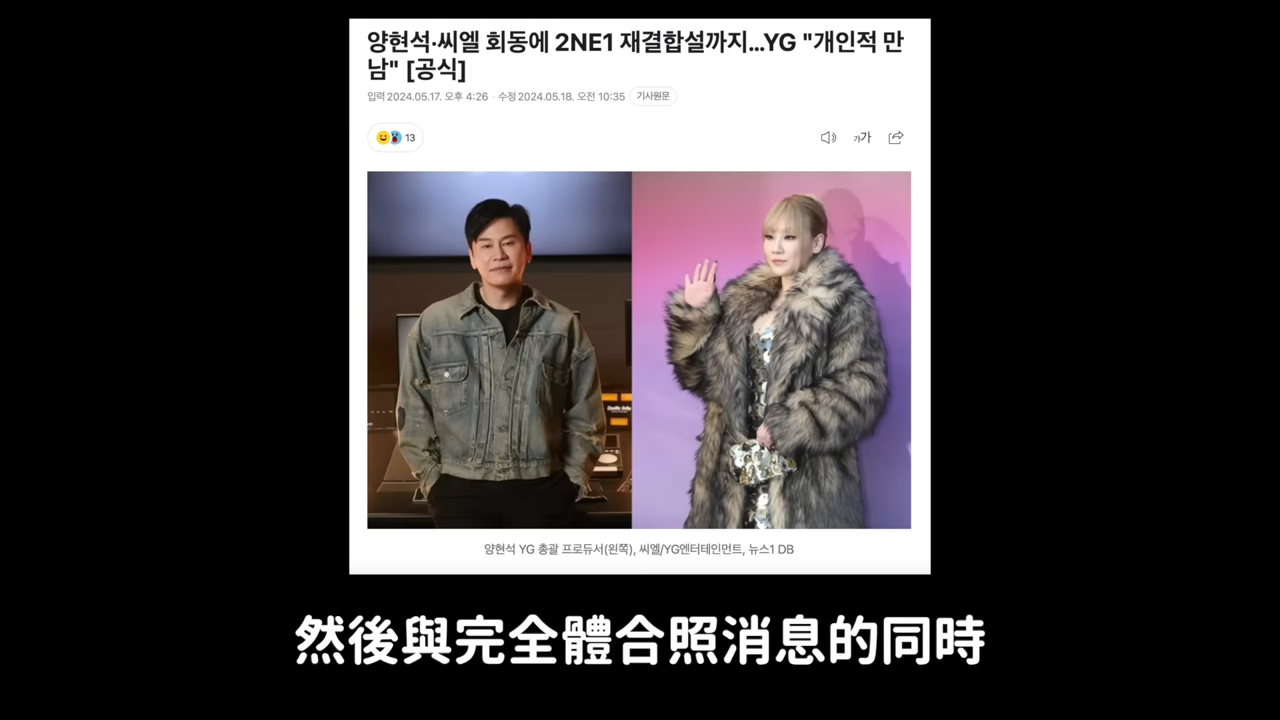 양현석·씨엘 회동에 2NE1 재결합설까지...YG "개인적 만
남" [공식]
입력 2024.05.17. 오후 4:26 · 수정 2024.05.18. 오전 10:35 기사원문
13
가가
양현석 YG 총괄 프로듀서(왼쪽), 씨엘/YG엔터테인먼트, 뉴스1 DB
然後與完全體合照消息的同時